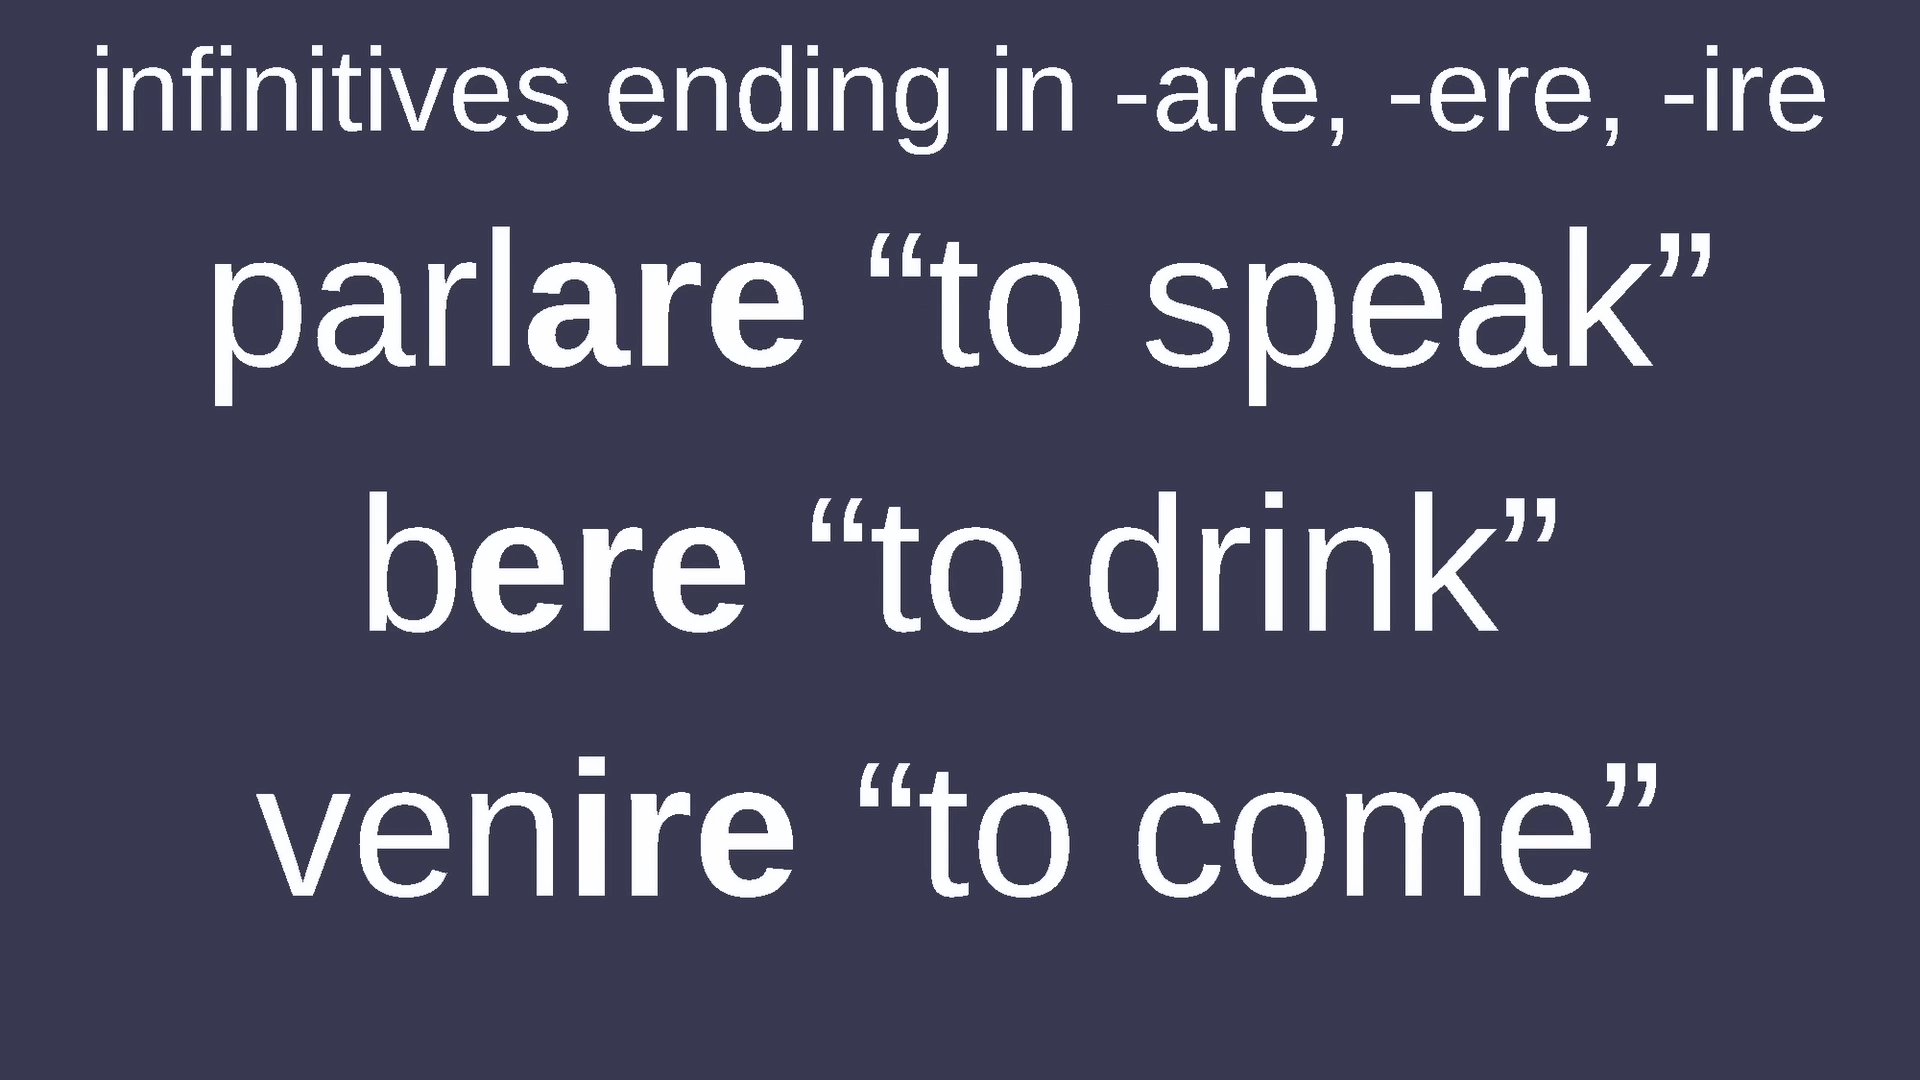 infinitives ending in -are, -ere, -ire
parlare “to speak”
bere “to drink”
venire “to come”